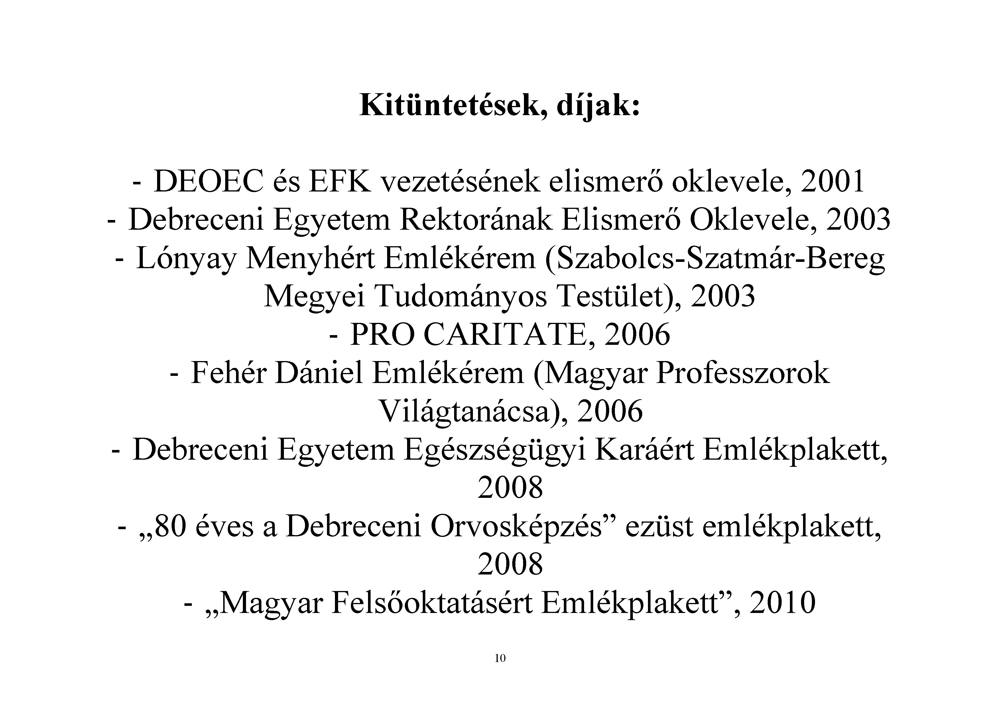 Kitüntetések, díjak:
- DEOEC és EFK vezetésének elismerő oklevele, 2001
- Debreceni Egyetem Rektorának Elismerő Oklevele, 2003
- Lónyay Menyhért Emlékérem (Szabolcs-Szatmár-Bereg
Megyei Tudományos Testület), 2003
- PRO CARITATE, 2006
- Fehér Dániel Emlékérem (Magyar Professzorok
Világtanácsa), 2006
- Debreceni Egyetem Egészségügyi Karáért Emlékplakett,
2008
- „80 éves a Debreceni Orvosképzés” ezüst emlékplakett,
2008
- „Magyar Felsőoktatásért Emlékplakett”, 2010
10